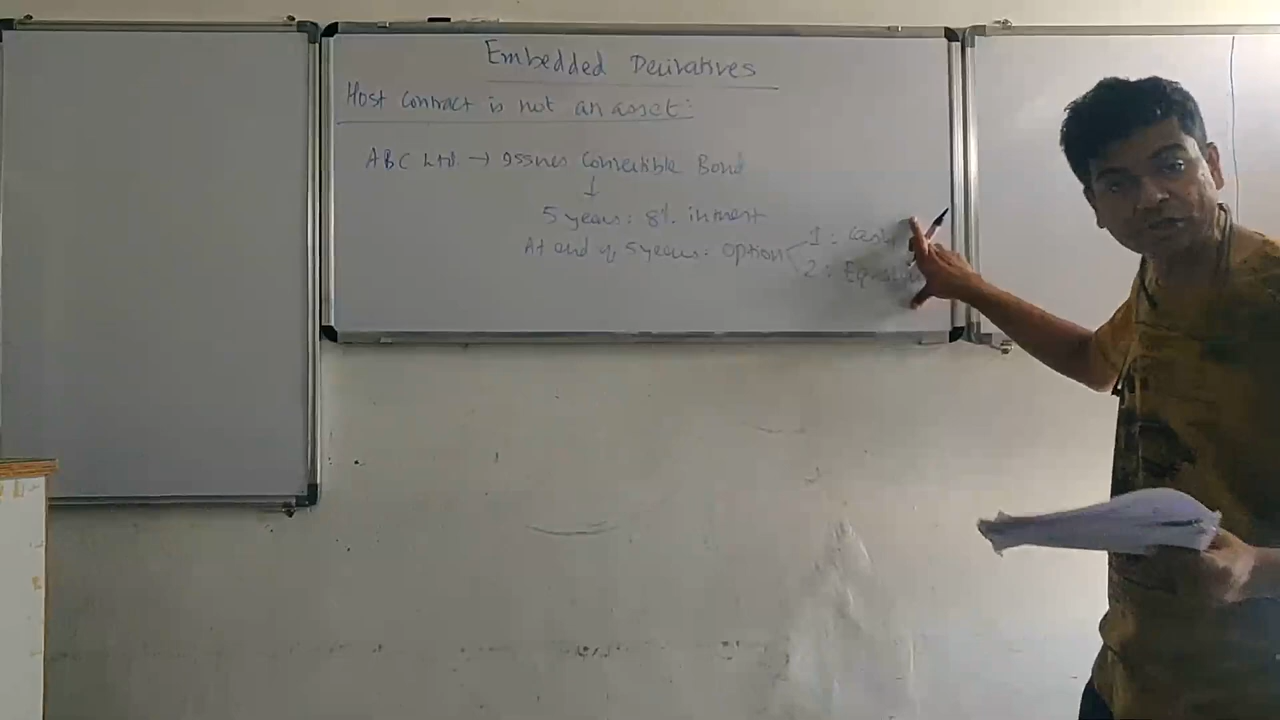 Embedded Derivatives
Host Contract is not an asset:
ABC Ltd. → Issues Convertible Bond
↓
5 years: 8% interest
At end of 5 years: Option
1: Cash
2: